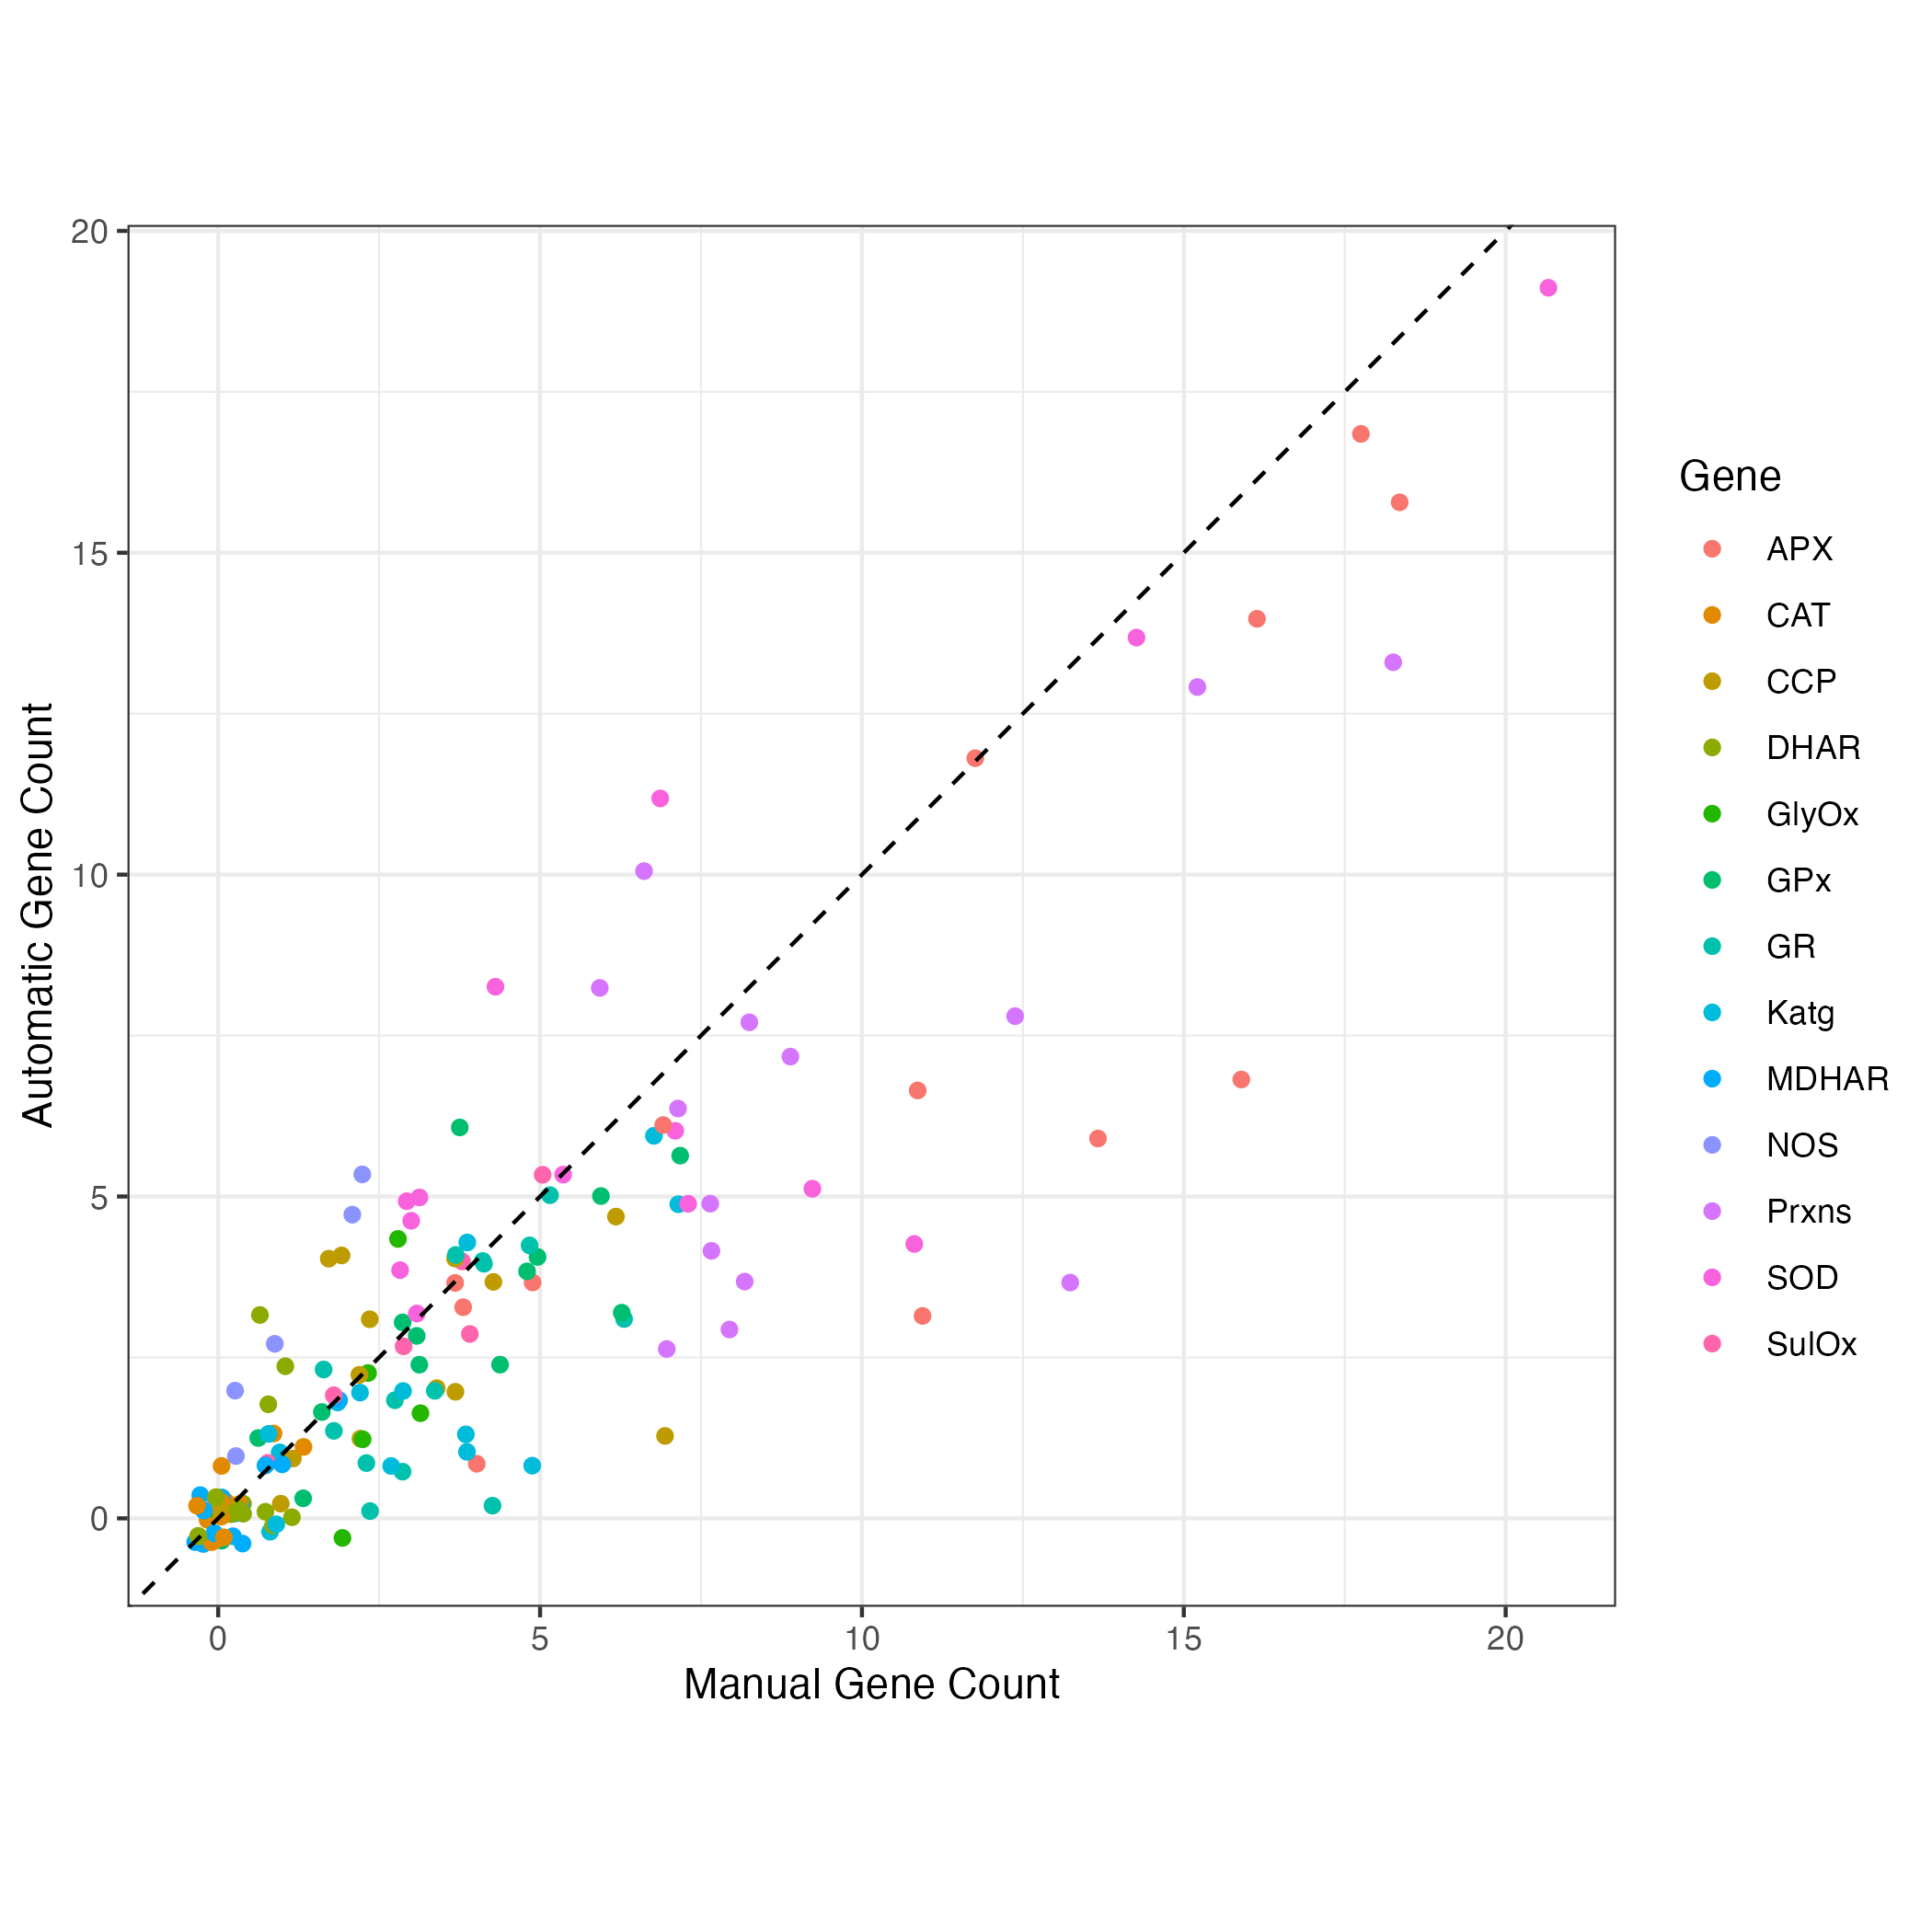 20
15
10
5
0
0
5
10
15
20
Automatic Gene Count
Manual Gene Count
Gene
APX
CAT
CCP
DHAR
GlyOx
GPx
GR
Katg
MDHAR
NOS
Prxns
SOD
SulOx